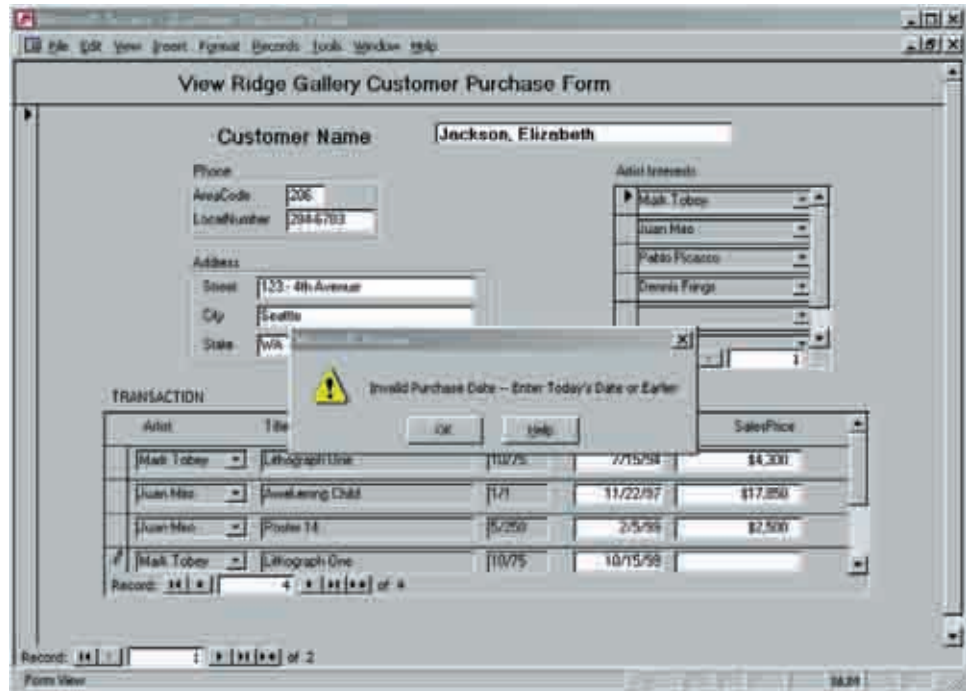 File Edit View Insert Format Records Tools Window Help
View Ridge Gallery Customer Purchase Form
Customer Name Jackson, Elizabeth
Phone
AreaCode 206
LocalNumber 284-6783
Artist Interests
Mark Tobey
Juan Miro
Pablo Picasso
Dennis Frings
1
Address
Street 123 - 4th Avenue
City Seattle
State WA
Invalid Purchase Date -- Enter Today's Date or Earlier
OK Help
TRANSACTION
Artist Title SalesPrice
Mark Tobey Lithograph One 10/75 7/15/94 $4,300
Juan Miro Awakening Child 1/1 11/22/97 $17,850
Juan Miro Poster 14 5/250 2/5/99 $2,500
Mark Tobey Lithograph One 10/75 10/15/99
Record: 4 of 4
Record: 1 of 2
Form View